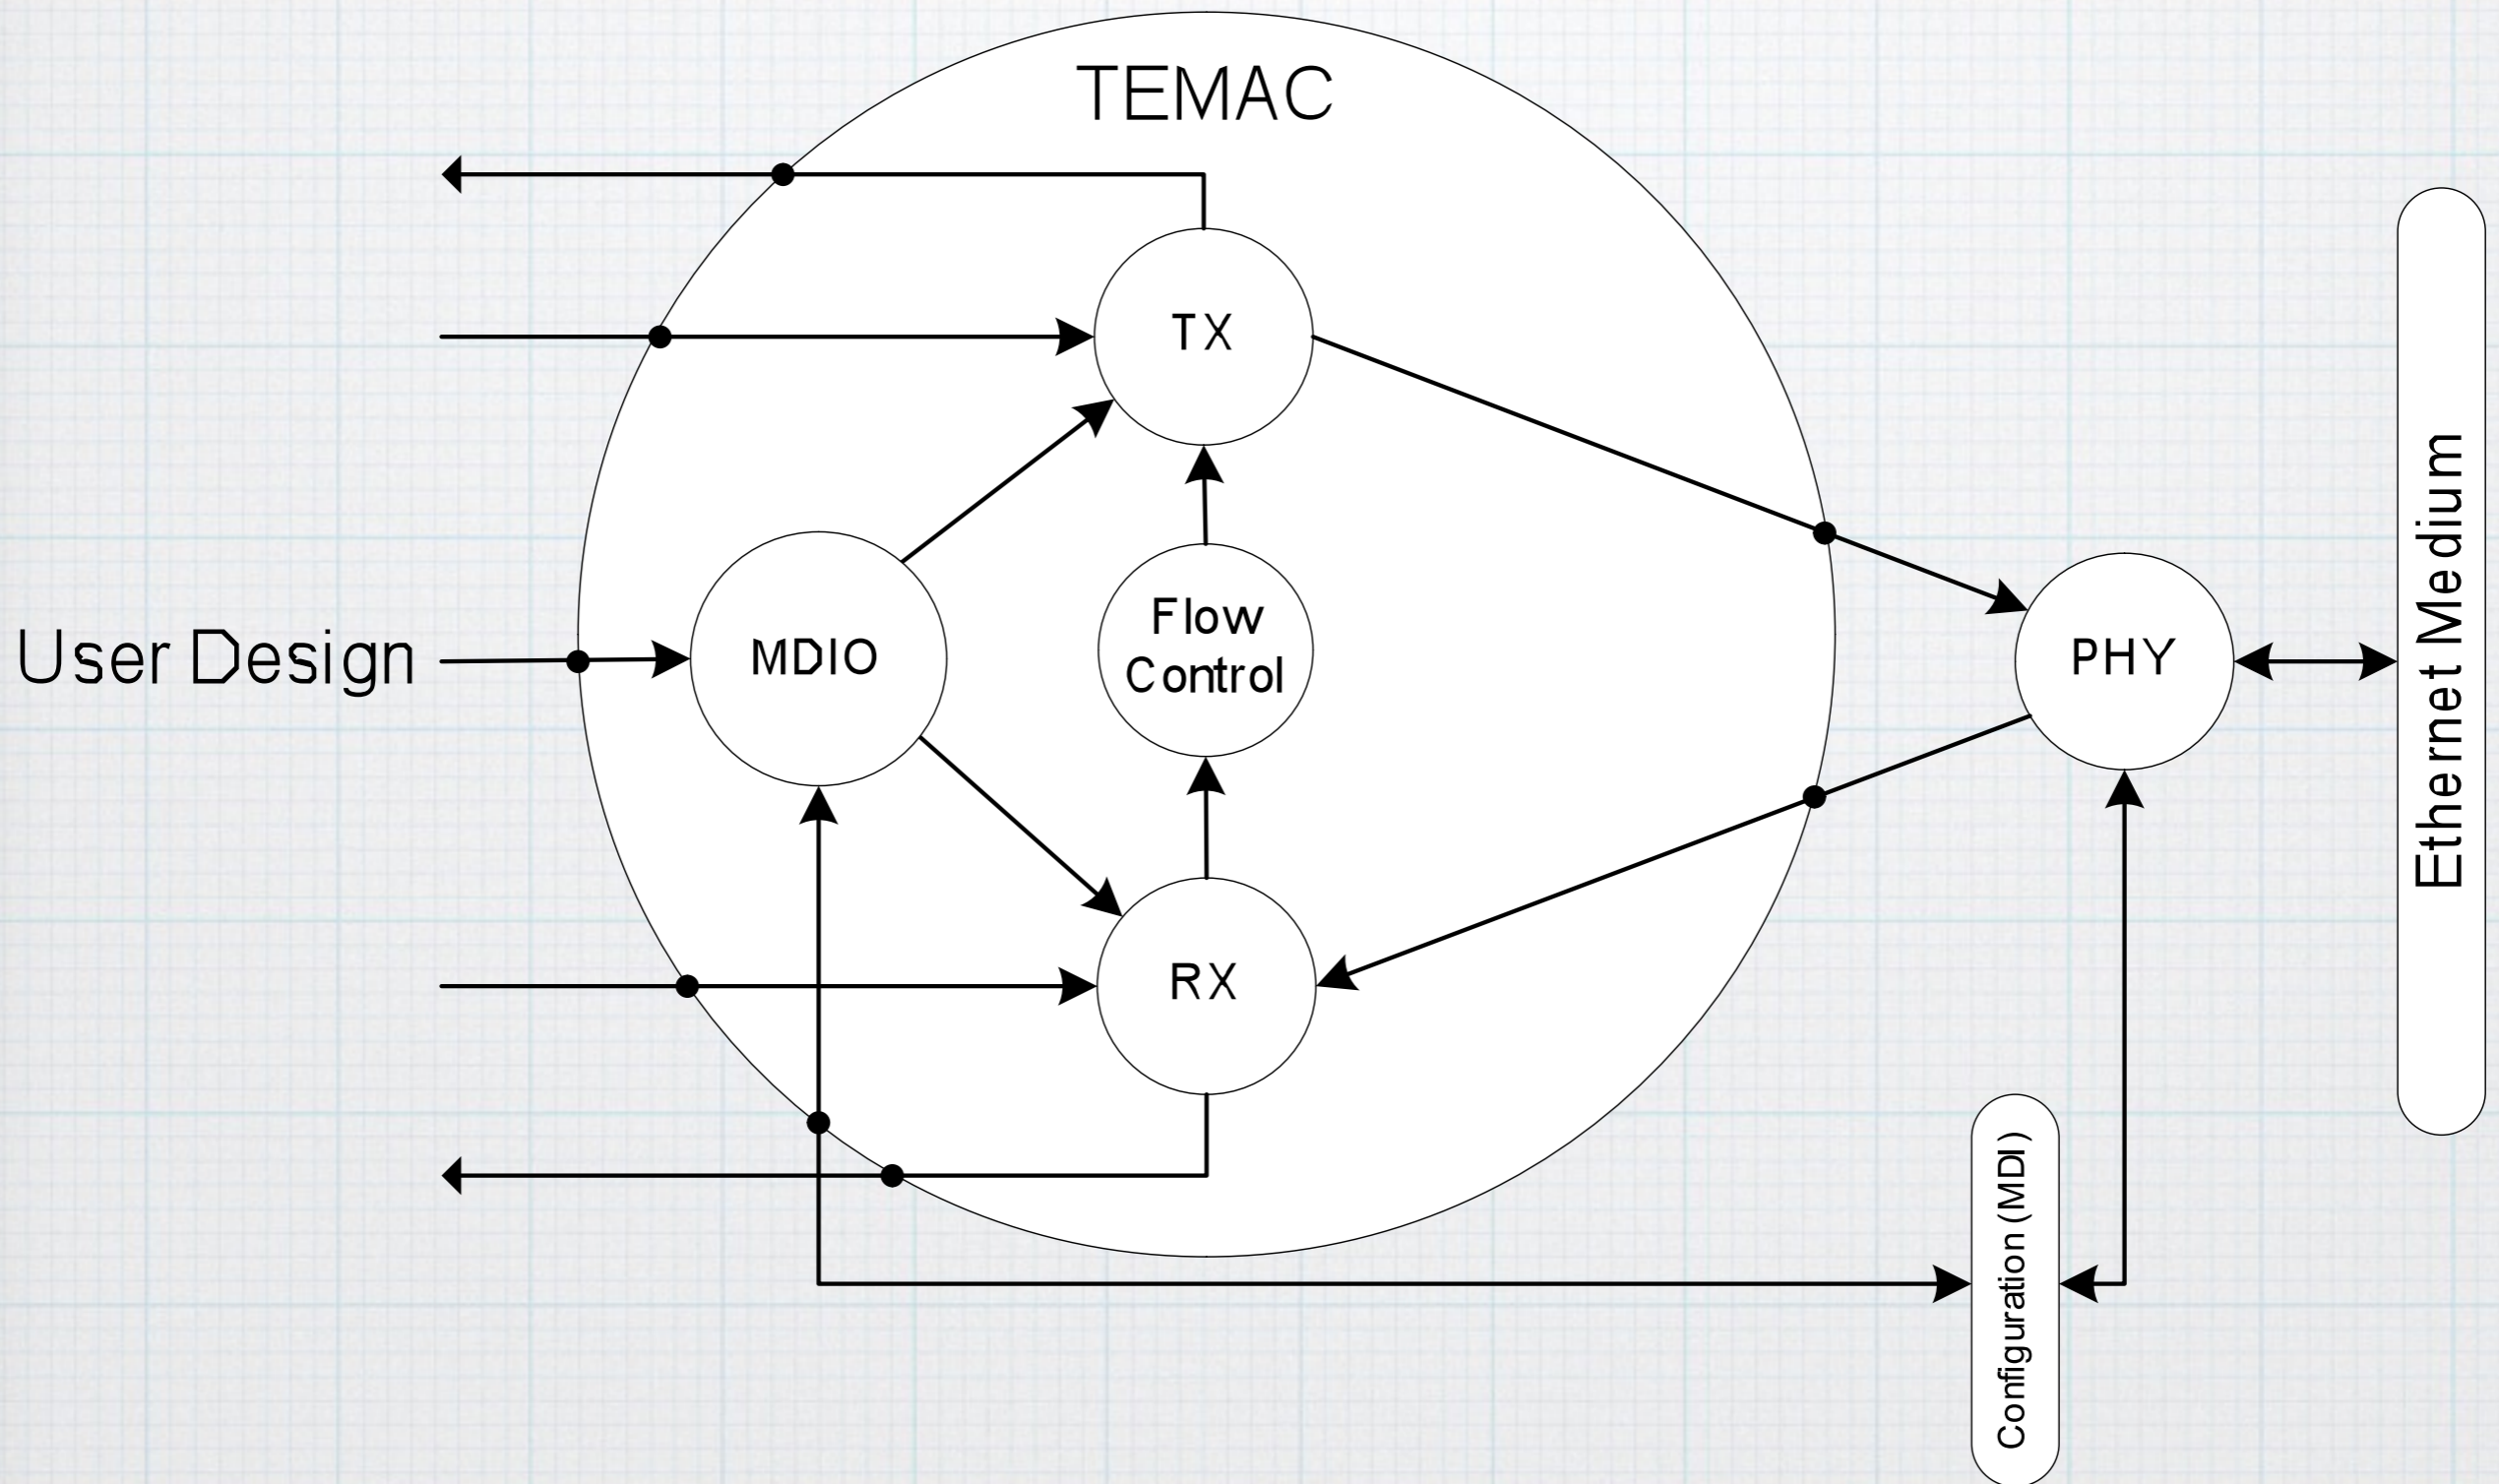 TEMAC
TX
User Design
MDIO
Flow
Control
PHY
Ethernet Medium
RX
Configuration (MDI)